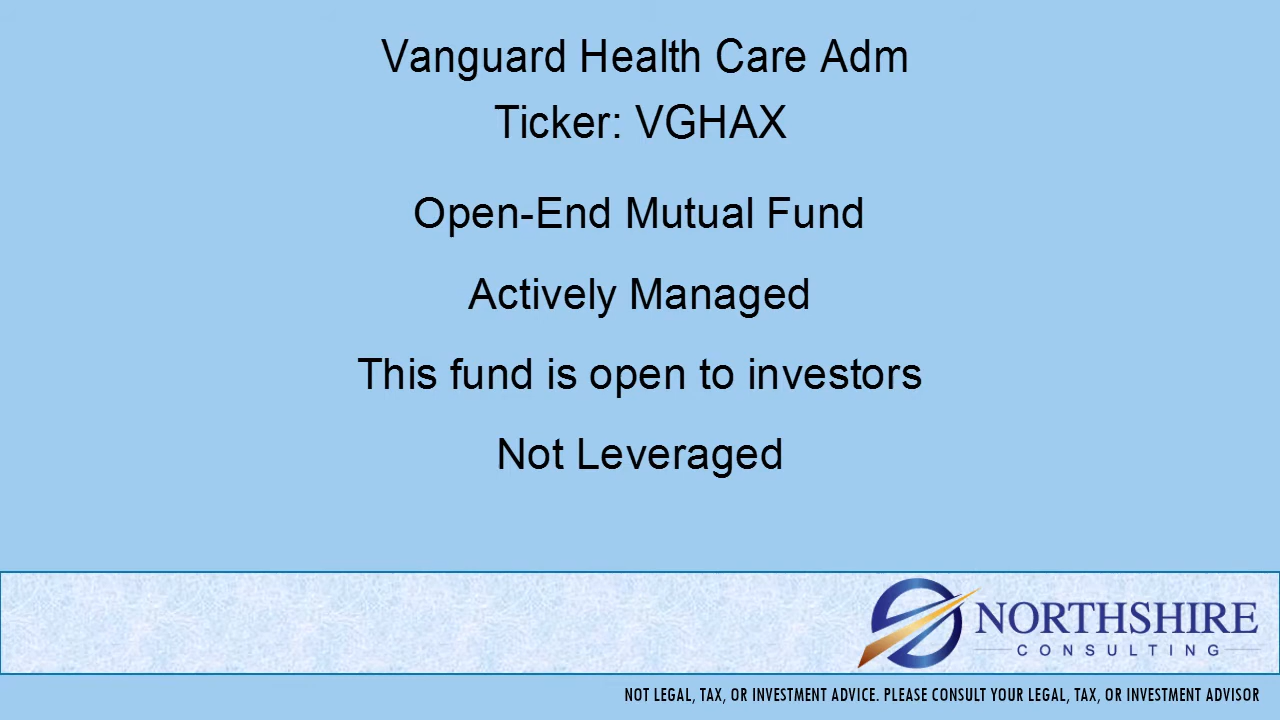 Vanguard Health Care Adm
Ticker: VGHAX
Open-End Mutual Fund
Actively Managed
This fund is open to investors
Not Leveraged
NORTHSHIRE
CONSULTING
NOT LEGAL, TAX, OR INVESTMENT ADVICE. PLEASE CONSULT YOUR LEGAL, TAX, OR INVESTMENT ADVISOR